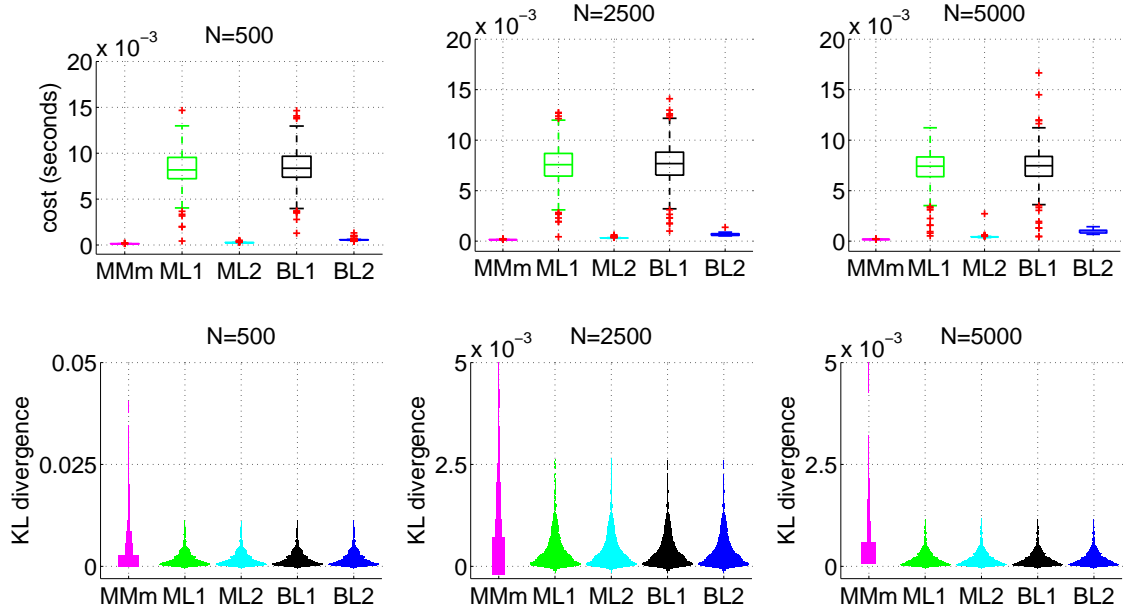 N=500
x 10⁻³
20
15
10
5
0
cost (seconds)
MMm ML1 ML2 BL1 BL2
N=2500
x 10⁻³
20
15
10
5
0
MMm ML1 ML2 BL1 BL2
N=5000
x 10⁻³
20
15
10
5
0
MMm ML1 ML2 BL1 BL2
N=500
0.05
0.025
0
KL divergence
MMm ML1 ML2 BL1 BL2
N=2500
x 10⁻³
5
2.5
0
KL divergence
MMm ML1 ML2 BL1 BL2
N=5000
x 10⁻³
5
2.5
0
KL divergence
MMm ML1 ML2 BL1 BL2